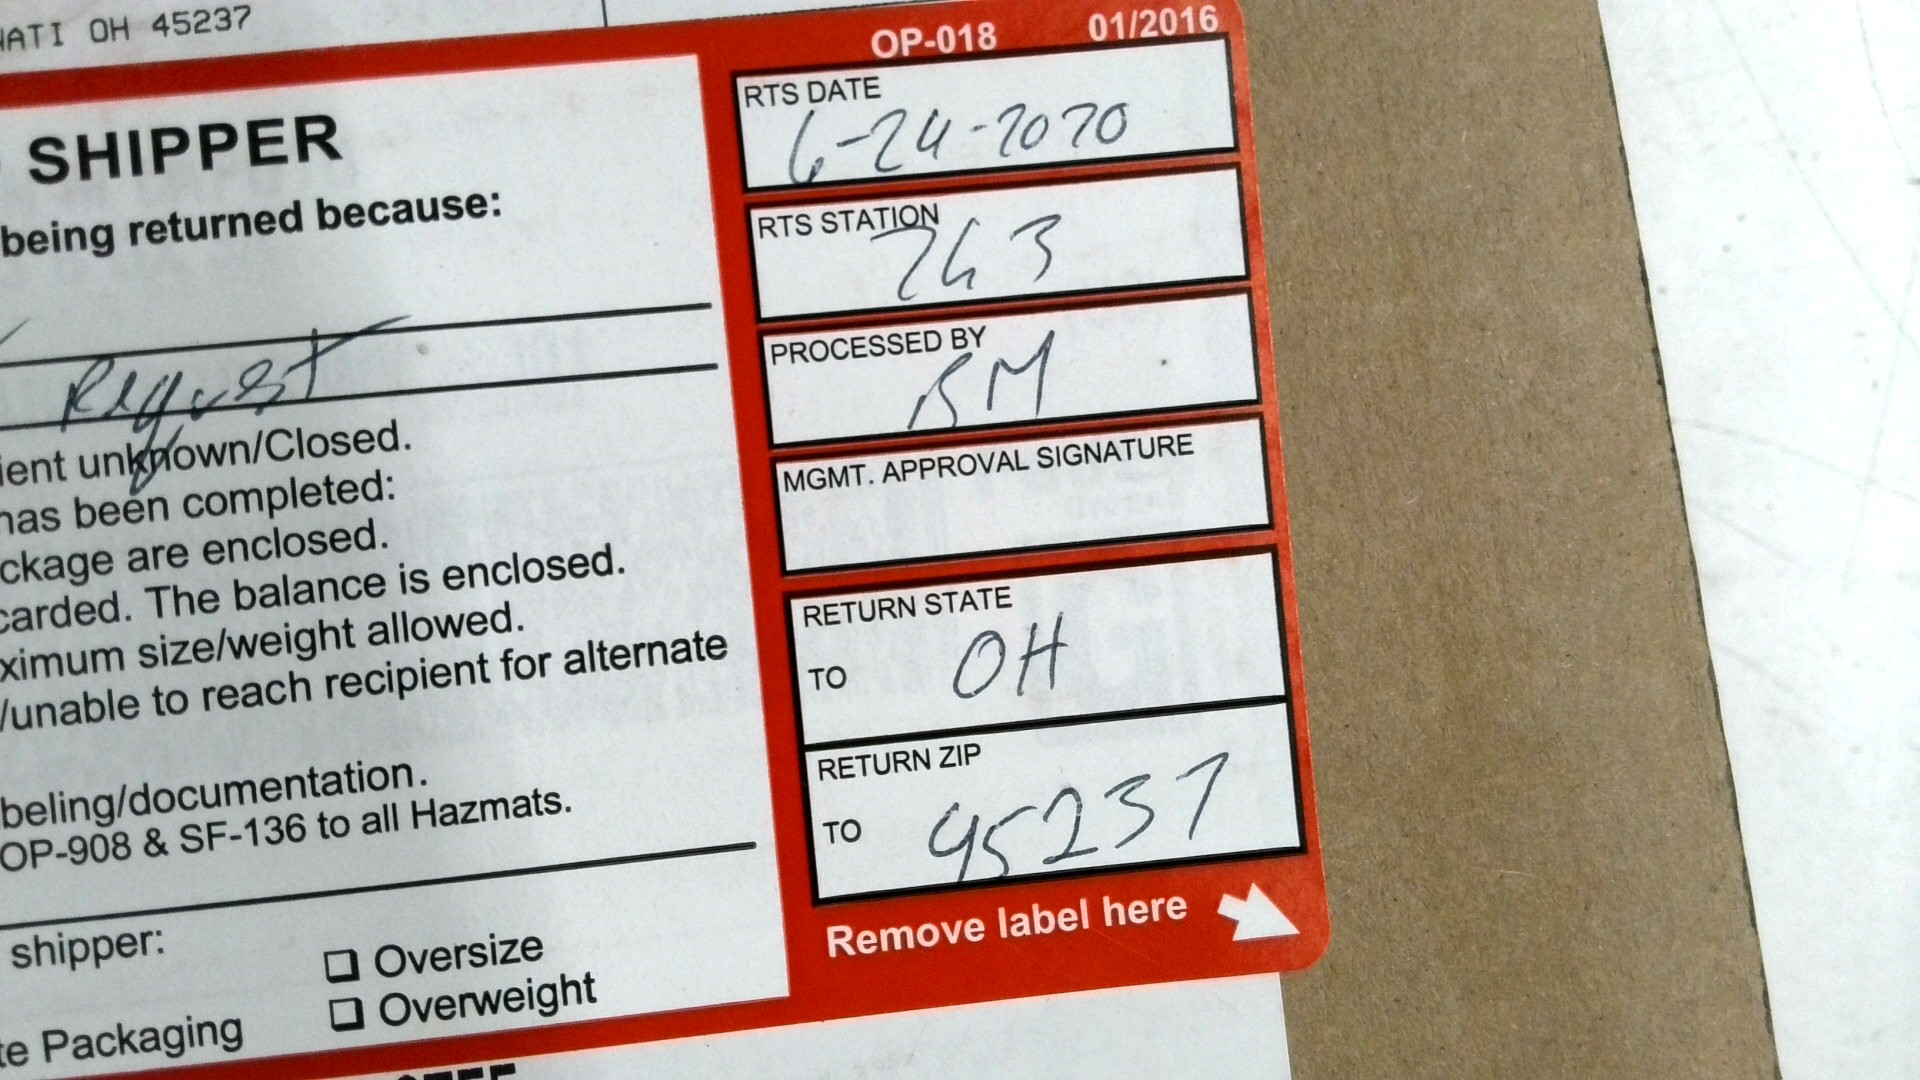 NATI OH 45237
OP-018 01/2016
SHIPPER
being returned because:
Request
ient unknown/Closed.
has been completed:
ckage are enclosed.
carded. The balance is enclosed.
ximum size/weight allowed.
/unable to reach recipient for alternate
beling/documentation.
OP-908 & SF-136 to all Hazmats.
shipper:
❏ Oversize
❏ Overweight
te Packaging
RTS DATE
6-24-2020
RTS STATION
263
PROCESSED BY
BM
MGMT. APPROVAL SIGNATURE
RETURN STATE
TO OH
RETURN ZIP
TO 45237
Remove label here